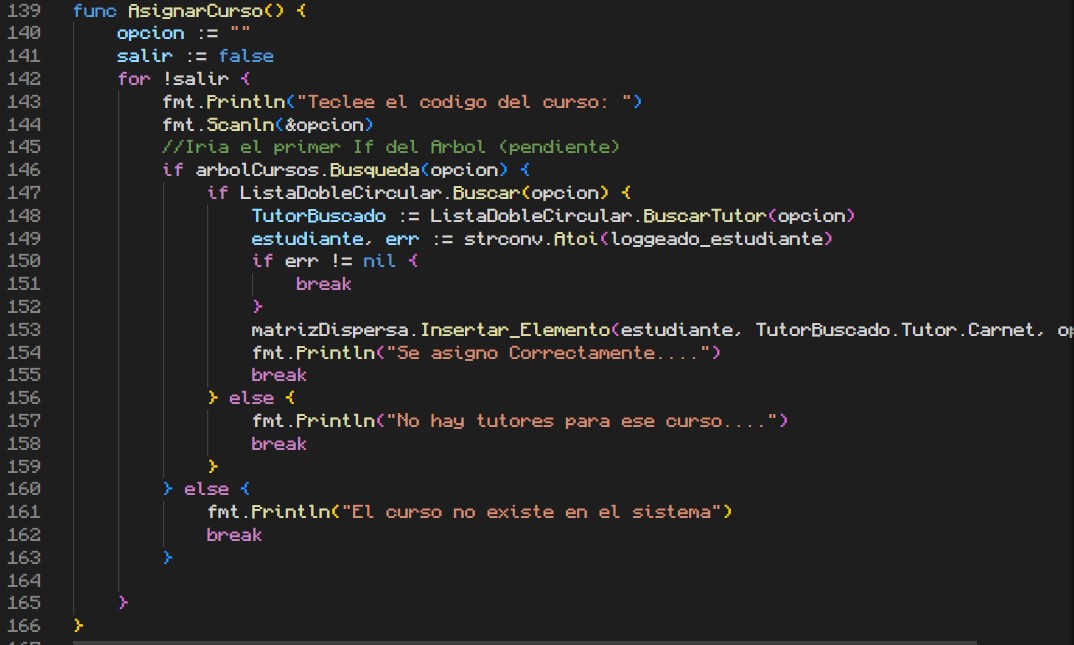 139 func AsignarCurso() {
140 opcion := ""
141 salir := false
142 for !salir {
143 fmt.Println("Teclee el codigo del curso: ")
144 fmt.Scanln(&opcion)
145 //Iria el primer If del Arbol (pendiente)
146 if arbolCursos.Busqueda(opcion) {
147 if ListaDobleCircular.Buscar(opcion) {
148 TutorBuscado := ListaDobleCircular.BuscarTutor(opcion)
149 estudiante, err := strconv.Atoi(loggeado_estudiante)
150 if err != nil {
151 break
152 }
153 matrizDispersa.Insertar_Elemento(estudiante, TutorBuscado.Tutor.Carnet, op
154 fmt.Println("Se asigno Correctamente....")
155 break
156 } else {
157 fmt.Println("No hay tutores para ese curso....")
158 break
159 }
160 } else {
161 fmt.Println("El curso no existe en el sistema")
162 break
163 }
164
165 }
166 }